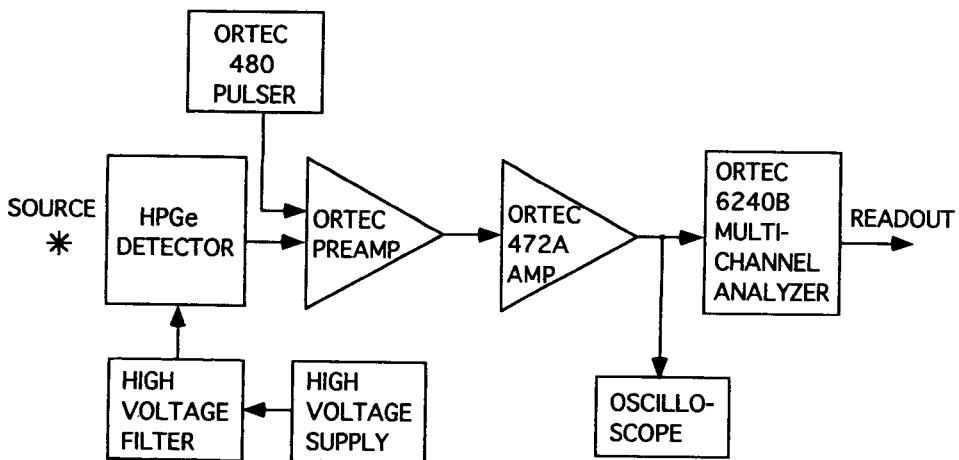 ORTEC
480
PULSER
SOURCE
HPGe
DETECTOR
ORTEC
PREAMP
ORTEC
472A
AMP
ORTEC
6240B
MULTI-
CHANNEL
ANALYZER
READOUT
HIGH
VOLTAGE
FILTER
HIGH
VOLTAGE
SUPPLY
OSCILLO-
SCOPE